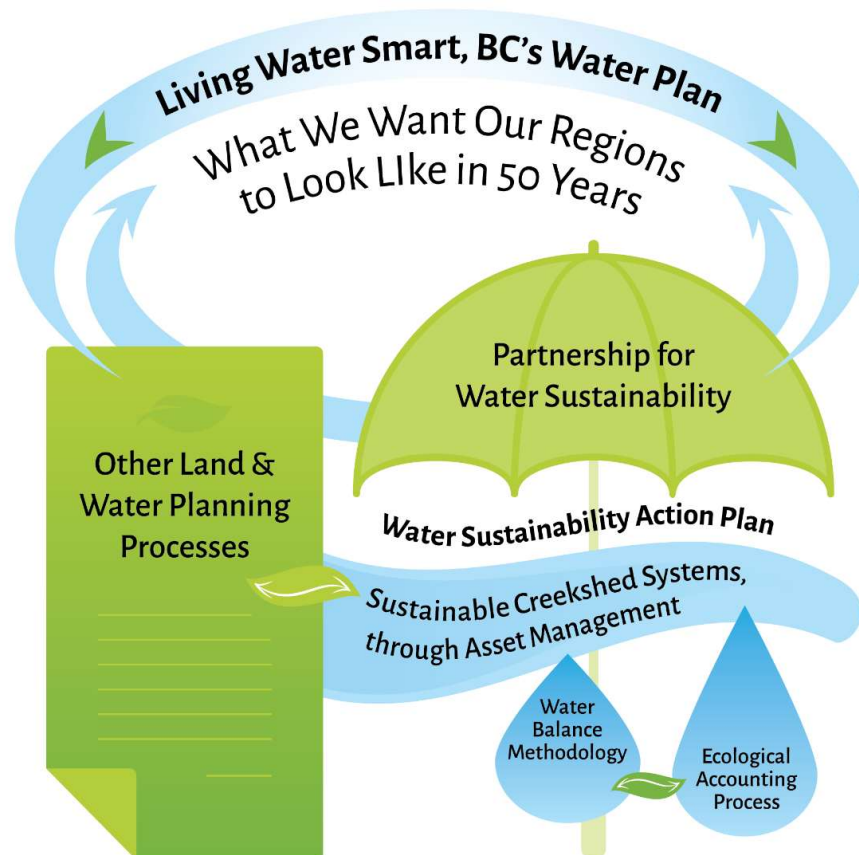 Living Water Smart, BC's Water Plan
What We Want Our Regions
to Look LIke in 50 Years
Partnership for
Water Sustainability
Other Land &
Water Planning
Processes
Water Sustainability Action Plan
Sustainable Creekshed Systems,
through Asset Management
Water
Balance
Methodology
Ecological
Accounting
Process